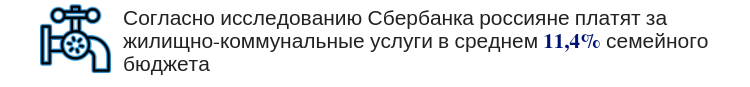 Согласно исследованию Сбербанка россияне платят за
жилищно-коммунальные услуги в среднем 11,4% семейного
бюджета